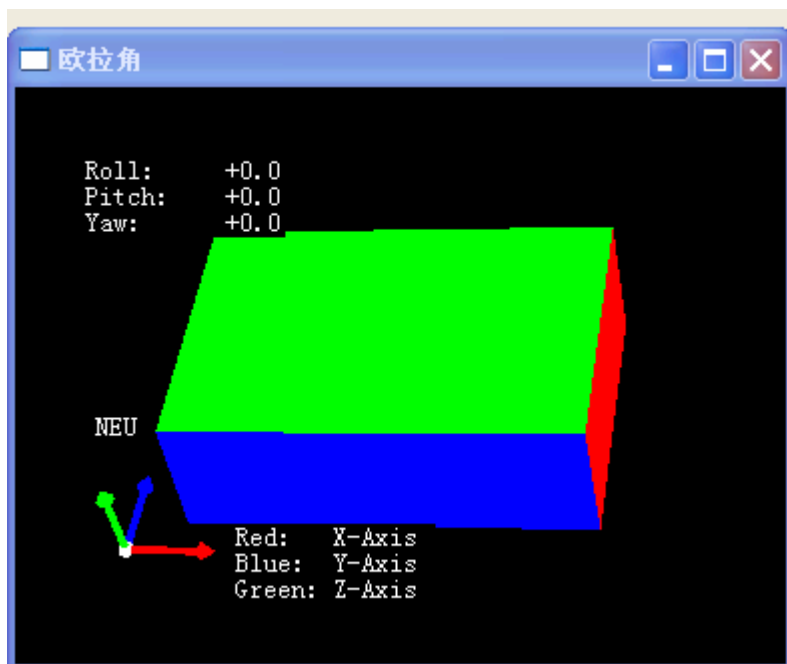 欧拉角
Roll: +0.0
Pitch: +0.0
Yaw: +0.0
NEU
Red: X-Axis
Blue: Y-Axis
Green: Z-Axis